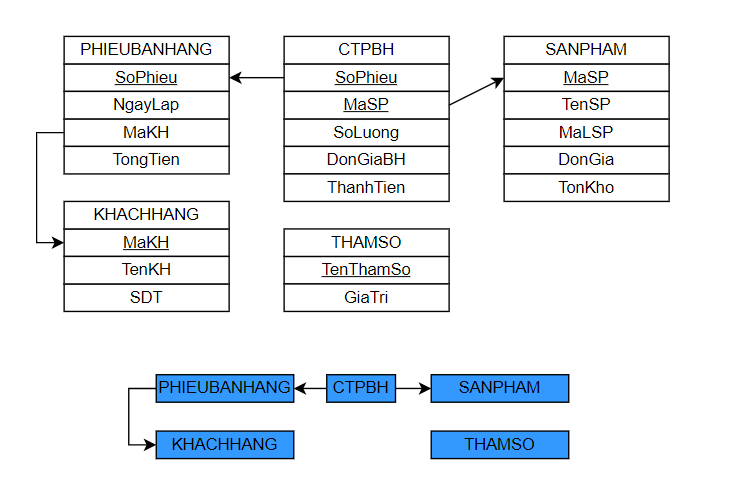 PHIEUBANHANG
SoPhieu
NgayLap
MaKH
TongTien
CTPBH
SoPhieu
MaSP
SoLuong
DonGiaBH
ThanhTien
SANPHAM
MaSP
TenSP
MaLSP
DonGia
TonKho
KHACHHANG
MaKH
TenKH
SDT
THAMSO
TenThamSo
GiaTri
PHIEUBANHANG
CTPBH
SANPHAM
KHACHHANG
THAMSO